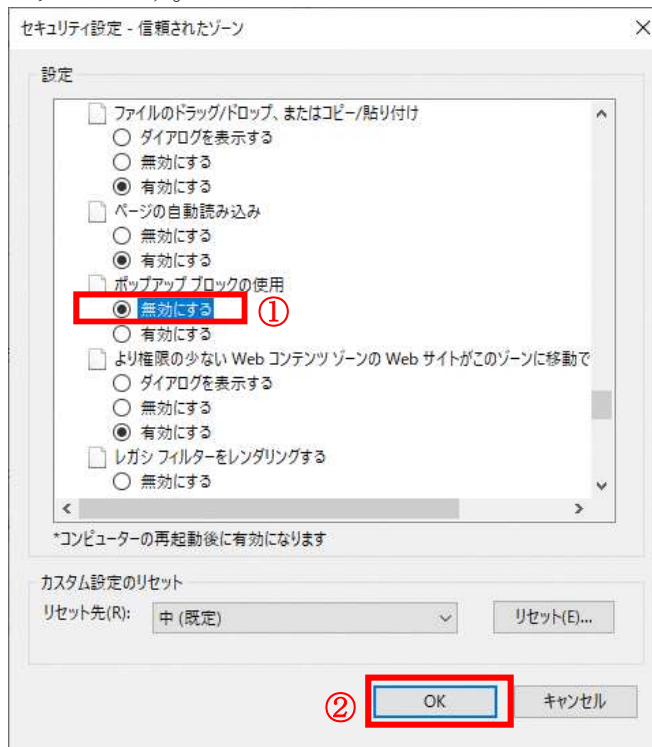 セキュリティ設定 - 信頼されたゾーン
設定
ファイルのドラッグ/ドロップ、またはコピー/貼り付け
ダイアログを表示する
無効にする
有効にする
ページの自動読み込み
無効にする
有効にする
ポップアップ ブロックの使用
無効にする ①
有効にする
より権限の少ない Web コンテンツ ゾーンの Web サイトがこのゾーンに移動で
ダイアログを表示する
無効にする
有効にする
レガシ フィルターをレンダリングする
無効にする
*コンピューターの再起動後に有効になります
カスタム設定のリセット
リセット先(R): 中 (既定) リセット(E)...
② OK キャンセル